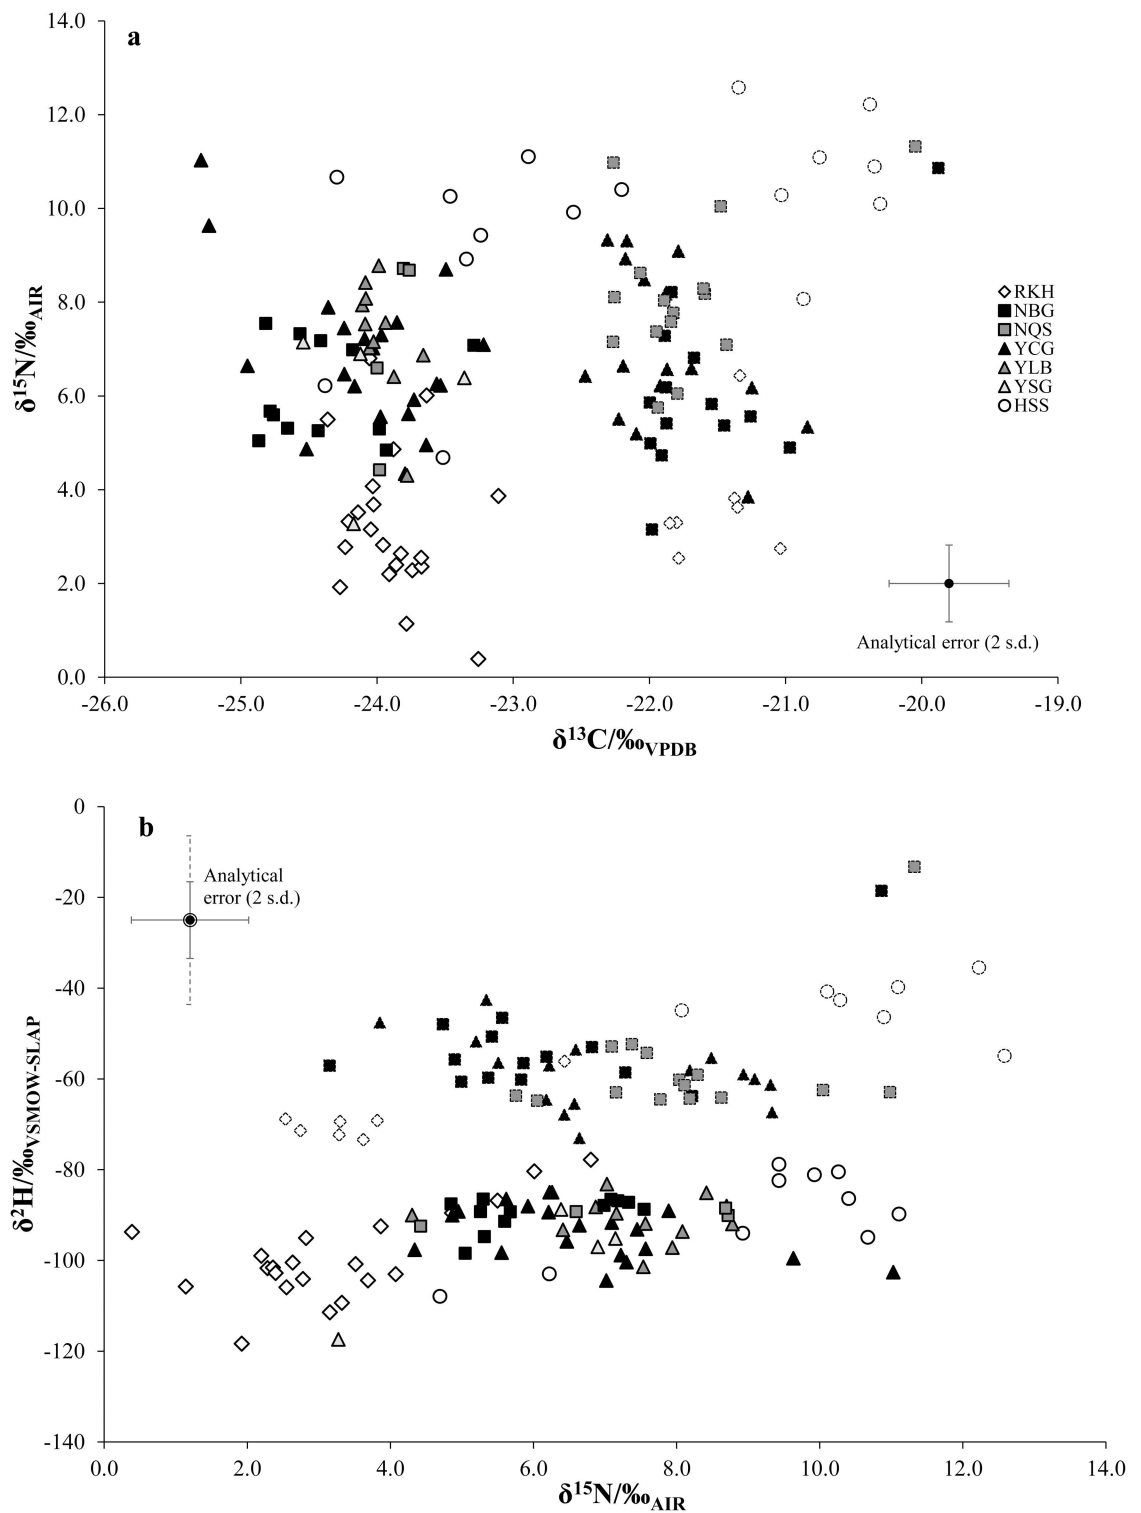 a
14.0
12.0
10.0
8.0
6.0
4.0
2.0
0.0
δ15N/‰AIR
-26.0 -25.0 -24.0 -23.0 -22.0 -21.0 -20.0 -19.0
δ13C/‰VPDB
RKH
NBG
NQS
YCG
YLB
YSG
HSS
Analytical error (2 s.d.)
b
0
-20
-40
-60
-80
-100
-120
-140
δ2H/‰VSMOW-SLAP
Analytical
error (2 s.d.)
0.0 2.0 4.0 6.0 8.0 10.0 12.0 14.0
δ15N/‰AIR